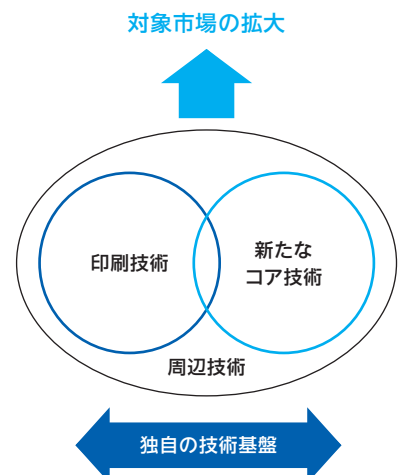 対象市場の拡大
印刷技術
新たな
コア技術
周辺技術
独自の技術基盤